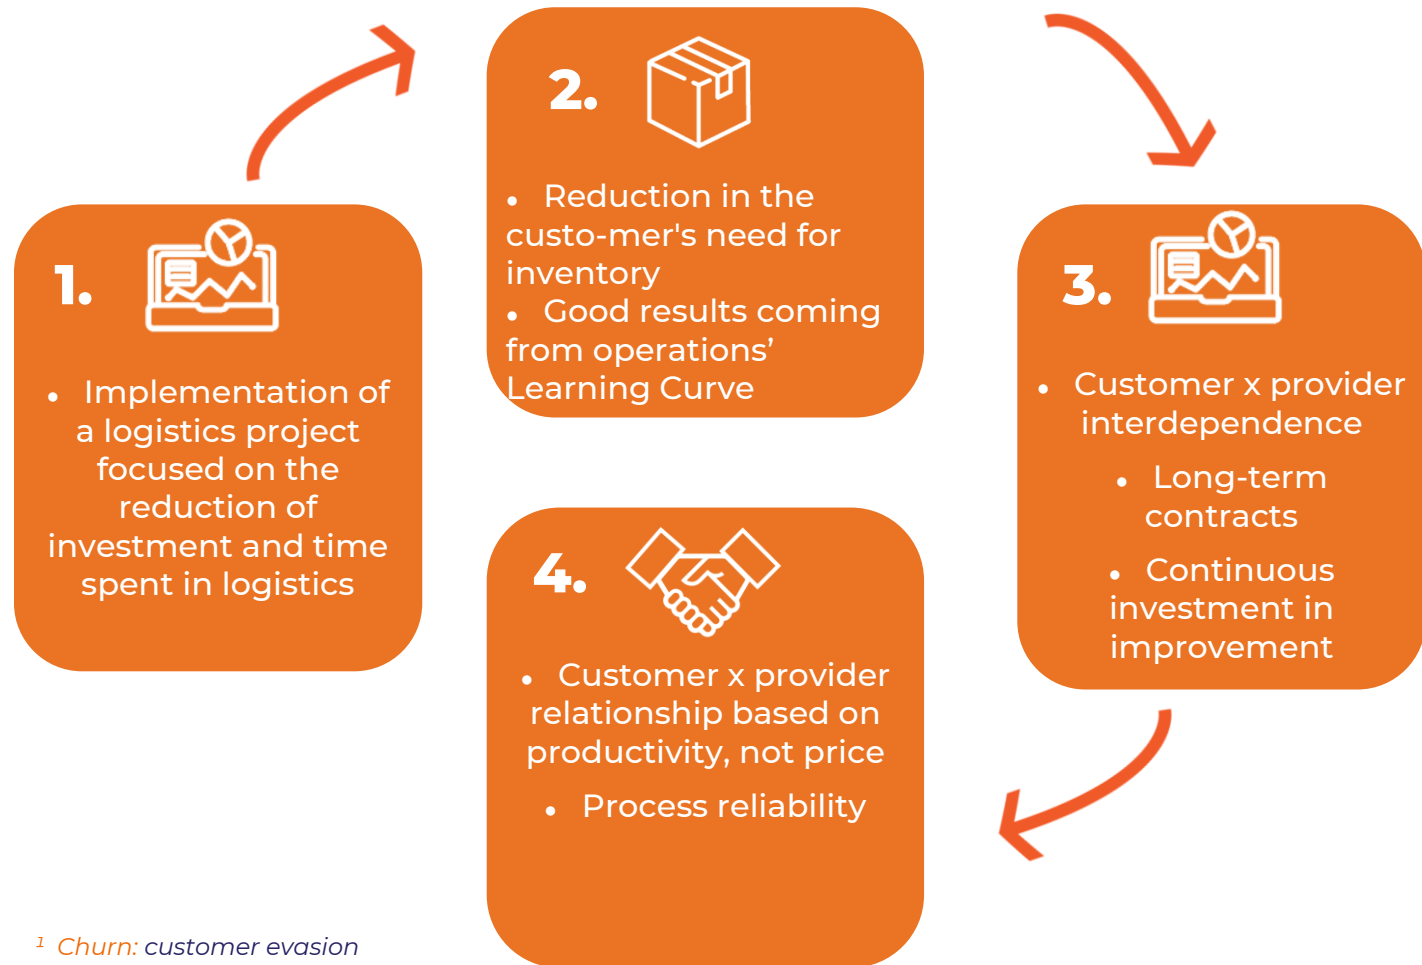 1.
• Implementation of
a logistics project
focused on the
reduction of
investment and time
spent in logistics
2.
• Reduction in the
custo-mer's need for
inventory
• Good results coming
from operations’
Learning Curve
3.
• Customer x provider
interdependence
• Long-term
contracts
• Continuous
investment in
improvement
4.
• Customer x provider
relationship based on
productivity, not price
• Process reliability
¹ Churn: customer evasion